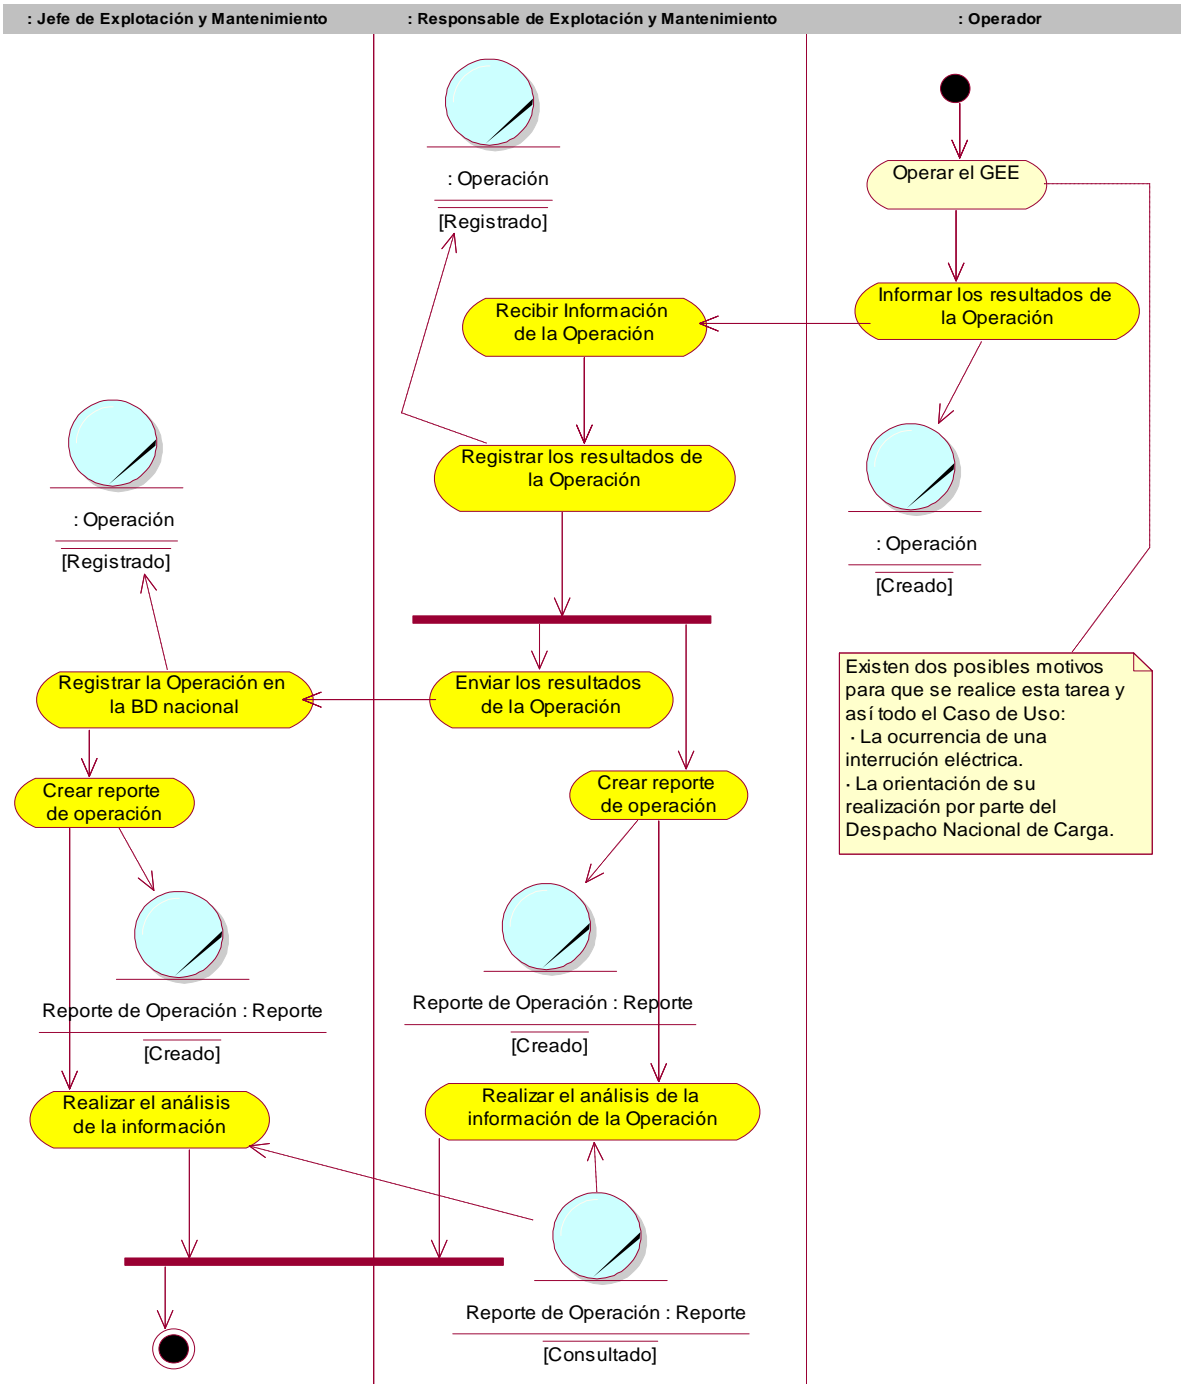 : Jefe de Explotación y Mantenimiento
: Responsable de Explotación y Mantenimiento
: Operador
: Operación
[Registrado]
Operar el GEE
Informar los resultados de
la Operación
Recibir Información
de la Operación
Registrar los resultados de
la Operación
: Operación
[Registrado]
: Operación
[Creado]
Registrar la Operación en
la BD nacional
Enviar los resultados
de la Operación
Existen dos posibles motivos
para que se realice esta tarea y
así todo el Caso de Uso:
· La ocurrencia de una
interrución eléctrica.
· La orientación de su
realización por parte del
Despacho Nacional de Carga.
Crear reporte
de operación
Crear reporte
de operación
Reporte de Operación : Reporte
[Creado]
Reporte de Operación : Reporte
[Creado]
Realizar el análisis
de la información
Realizar el análisis de la
información de la Operación
Reporte de Operación : Reporte
[Consultado]